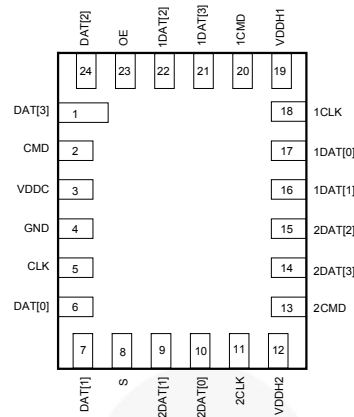 DAT[2]
OE
1DAT[2]
1DAT[3]
1CMD
VDDH1
24
23
22
21
20
19
DAT[3]
1
18
1CLK
CMD
2
17
1DAT[0]
VDDC
3
16
1DAT[1]
GND
4
15
2DAT[2]
CLK
5
14
2DAT[3]
DAT[0]
6
13
2CMD
7
8
9
10
11
12
DAT[1]
S
2DAT[1]
2DAT[0]
2CLK
VDDH2